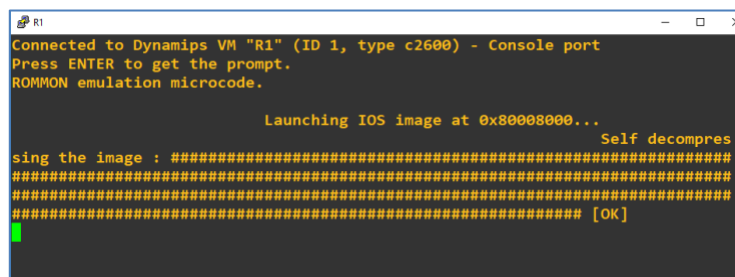 R1
Connected to Dynamips VM "R1" (ID 1, type c2600) - Console port
Press ENTER to get the prompt.
ROMMON emulation microcode.
Launching IOS image at 0x80008000...
Self decompres
sing the image : ############################################################
#############################################################################
#############################################################################
############################################################# [OK]